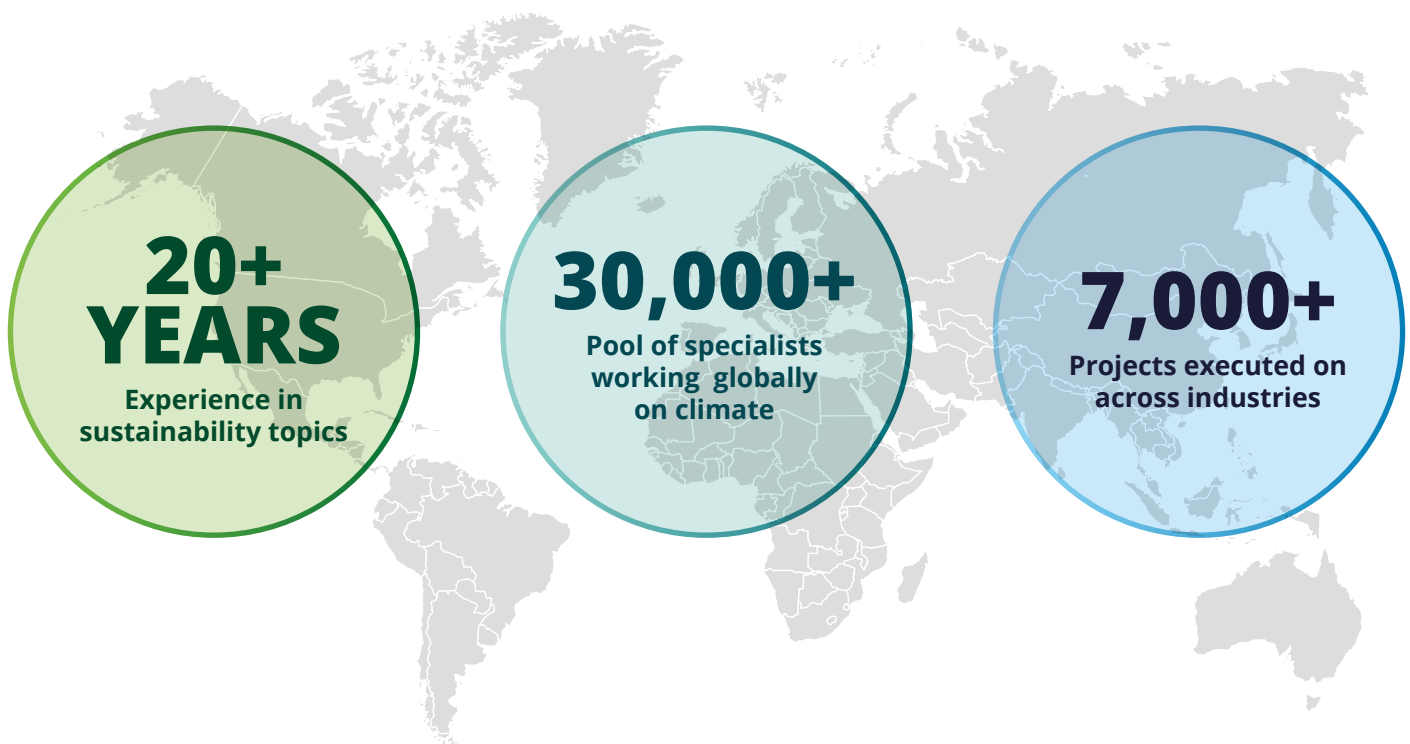 20+
YEARS
Experience in
sustainability topics
30,000+
Pool of specialists
working globally
on climate
7,000+
Projects executed on
across industries